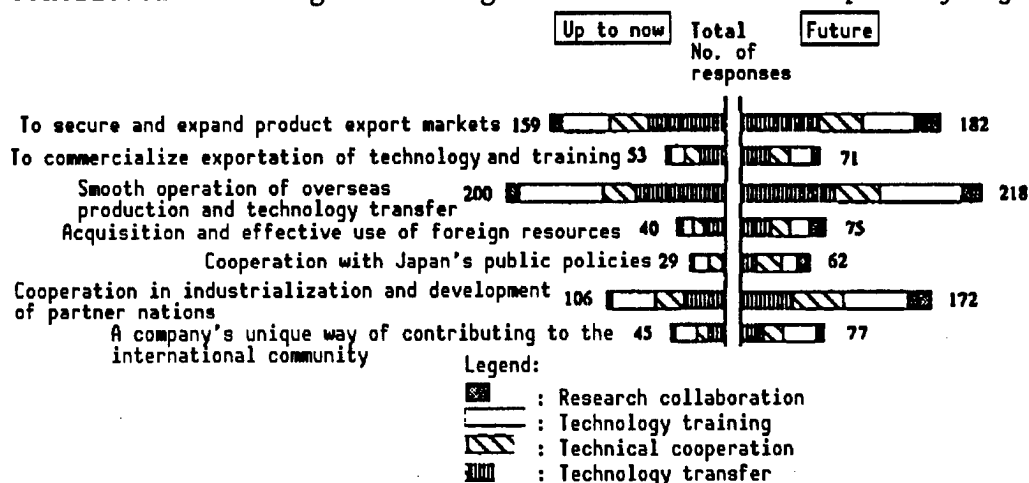 Up to now Total Future
No. of
responses
To secure and expand product export markets 159 182
To commercialize exportation of technology and training 53 71
Smooth operation of overseas 200 218
production and technology transfer
Acquisition and effective use of foreign resources 40 75
Cooperation with Japan's public policies 29 62
Cooperation in industrialization and development 106 172
of partner nations
A company's unique way of contributing to the 45 77
international community
Legend:
: Research collaboration
: Technology training
: Technical cooperation
: Technology transfer